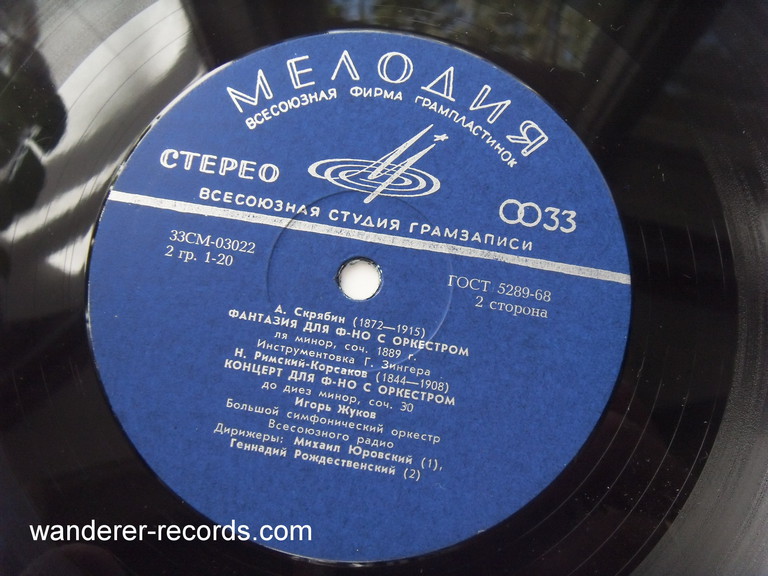 МЕЛОДИЯ
ВСЕСОЮЗНАЯ ФИРМА ГРАМПЛАСТИНОК
СТЕРЕО
33
ВСЕСОЮЗНАЯ СТУДИЯ ГРАМЗАПИСИ
33СМ-03022
2 гр. 1-20
ГОСТ 5289-68
2 сторона
А. Скрябин (1872—1915)
ФАНТАЗИЯ ДЛЯ Ф-НО С ОРКЕСТРОМ
ля минор, соч. 1889 г.
Инструментовка Г. Зингера
Н. Римский-Корсаков (1844—1908)
КОНЦЕРТ ДЛЯ Ф-НО С ОРКЕСТРОМ
до диез минор, соч. 30
Игорь Жуков
Большой симфонический оркестр
Всесоюзного радио
Дирижеры: Михаил Юровский (1),
Геннадий Рождественский (2)
wanderer-records.com